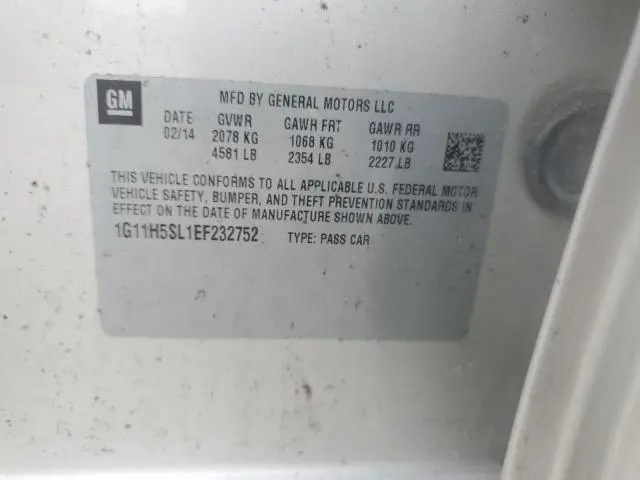 GM
MFD BY GENERAL MOTORS LLC
DATE GVWR GAWR FRT GAWR RR
02/14 2078 KG 1068 KG 1010 KG
4581 LB 2354 LB 2227 LB
THIS VEHICLE CONFORMS TO ALL APPLICABLE U.S. FEDERAL MOTOR
VEHICLE SAFETY, BUMPER, AND THEFT PREVENTION STANDARDS IN
EFFECT ON THE DATE OF MANUFACTURE SHOWN ABOVE.
1G11H5SL1EF232752 TYPE: PASS CAR